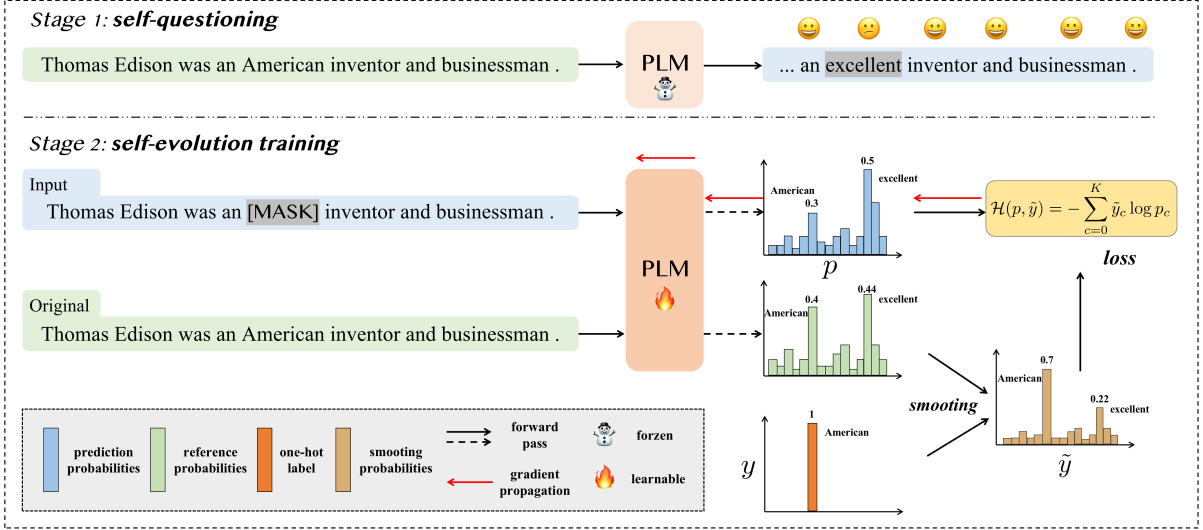 Stage 1: self-questioning
Thomas Edison was an American inventor and businessman .
PLM
... an excellent inventor and businessman .
Stage 2: self-evolution training
Input
Thomas Edison was an [MASK] inventor and businessman .
Original
Thomas Edison was an American inventor and businessman .
PLM
0.5
American
excellent
0.3
p
0.44
0.4
American
excellent
H(p, ỹ) = − ∑_{c=0}^{K} ỹ_c log p_c
loss
smooting
0.7
American
0.22
excellent
ỹ
1
American
y
prediction
probabilities
reference
probabilities
one-hot
label
smooting
probabilities
forward
pass
gradient
propagation
forzen
learnable